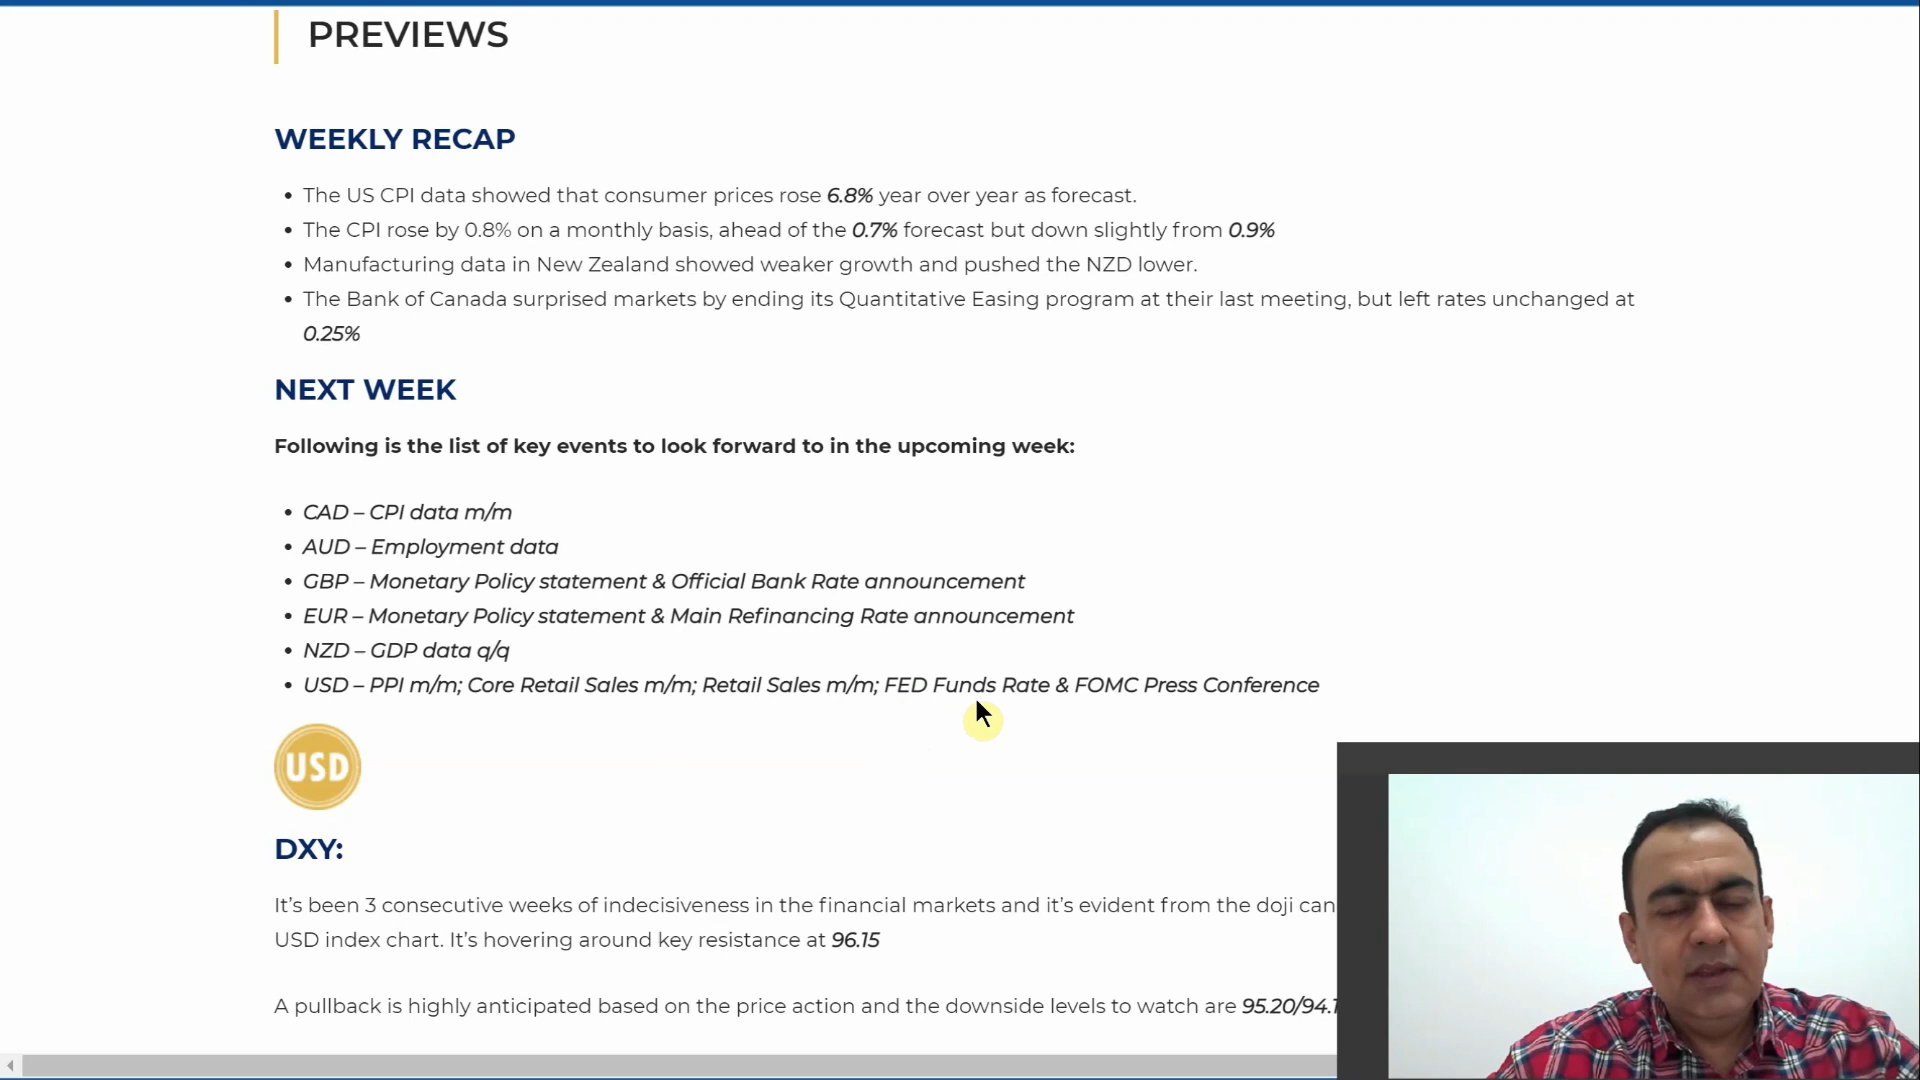 PREVIEWS
WEEKLY RECAP
• The US CPI data showed that consumer prices rose 6.8% year over year as forecast.
• The CPI rose by 0.8% on a monthly basis, ahead of the 0.7% forecast but down slightly from 0.9%
• Manufacturing data in New Zealand showed weaker growth and pushed the NZD lower.
• The Bank of Canada surprised markets by ending its Quantitative Easing program at their last meeting, but left rates unchanged at
0.25%
NEXT WEEK
Following is the list of key events to look forward to in the upcoming week:
• CAD – CPI data m/m
• AUD – Employment data
• GBP – Monetary Policy statement & Official Bank Rate announcement
• EUR – Monetary Policy statement & Main Refinancing Rate announcement
• NZD – GDP data q/q
• USD – PPI m/m; Core Retail Sales m/m; Retail Sales m/m; FED Funds Rate & FOMC Press Conference
USD
DXY:
It's been 3 consecutive weeks of indecisiveness in the financial markets and it's evident from the doji
USD index chart. It's hovering around key resistance at 96.15
A pullback is highly anticipated based on the price action and the downside levels to watch are 95.20/94.